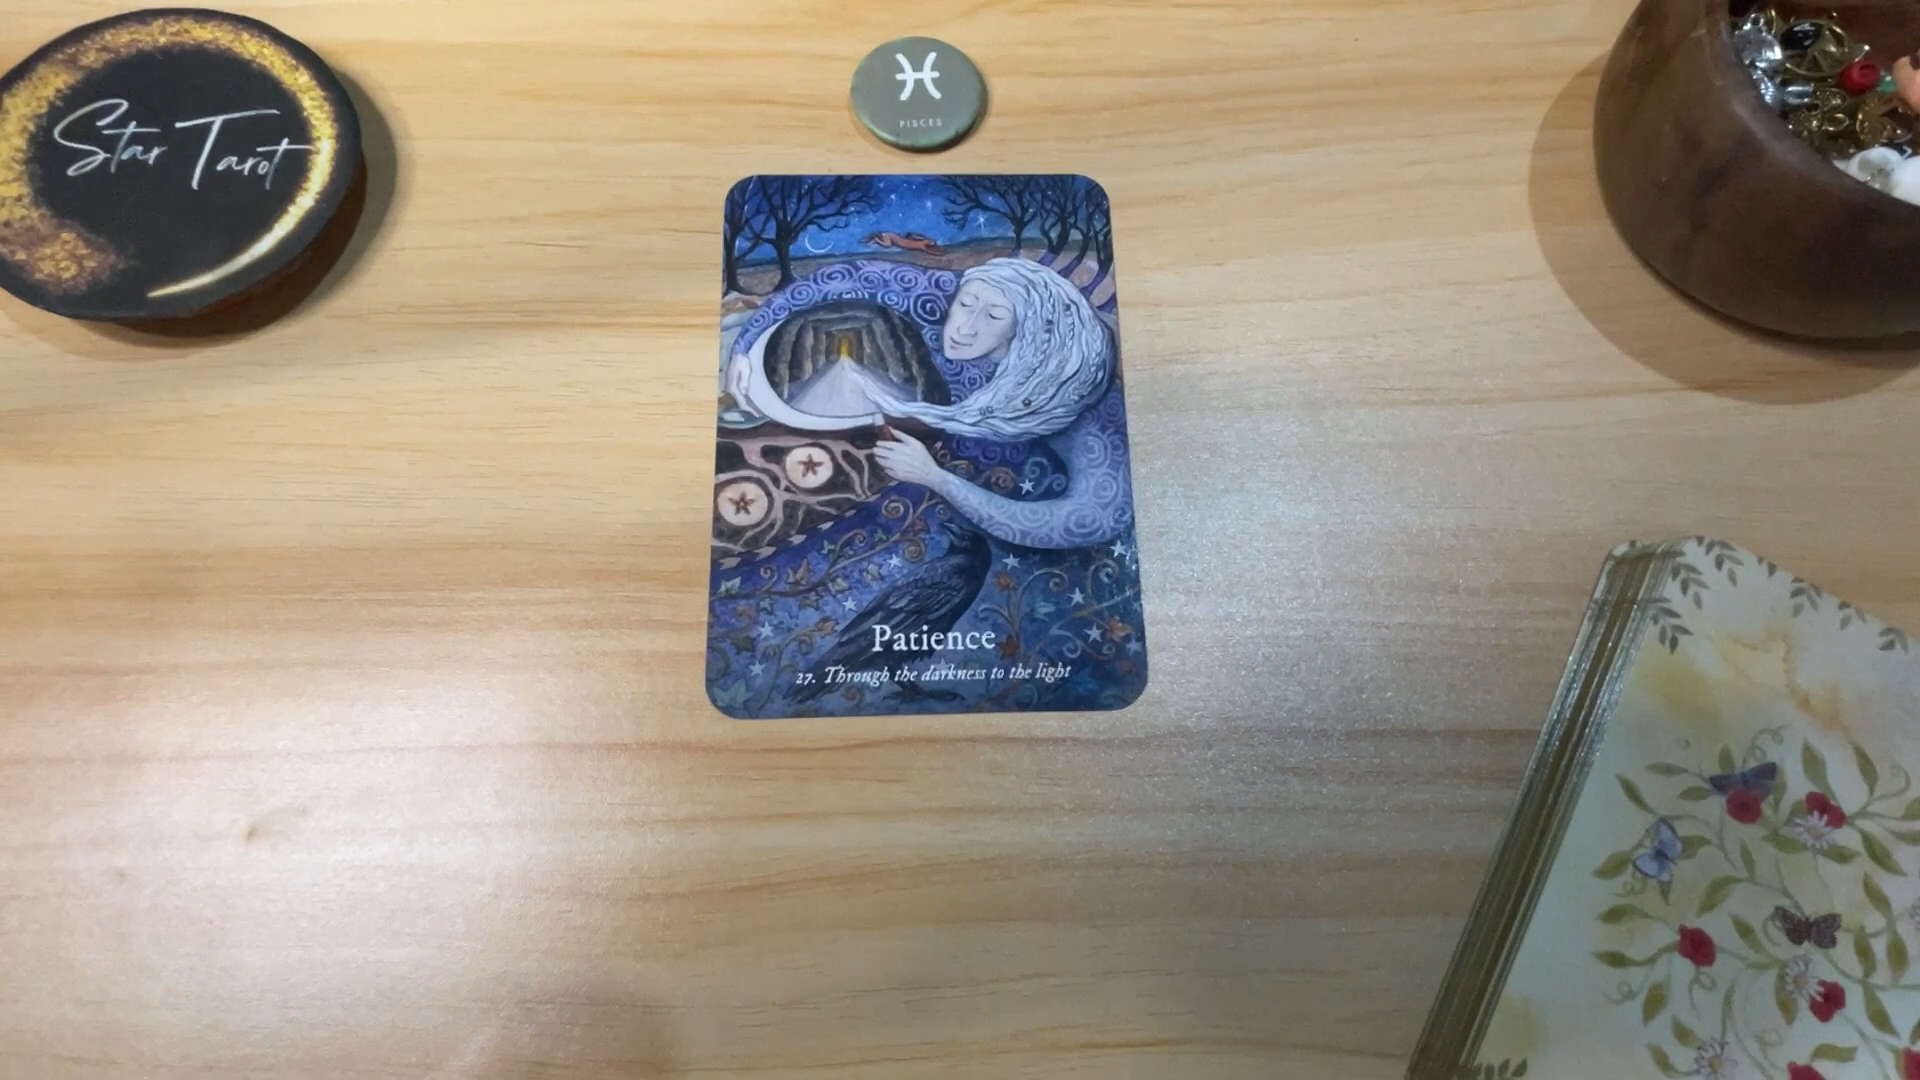 Star Tarot
PISCES
Patience
27. Through the darkness to the light